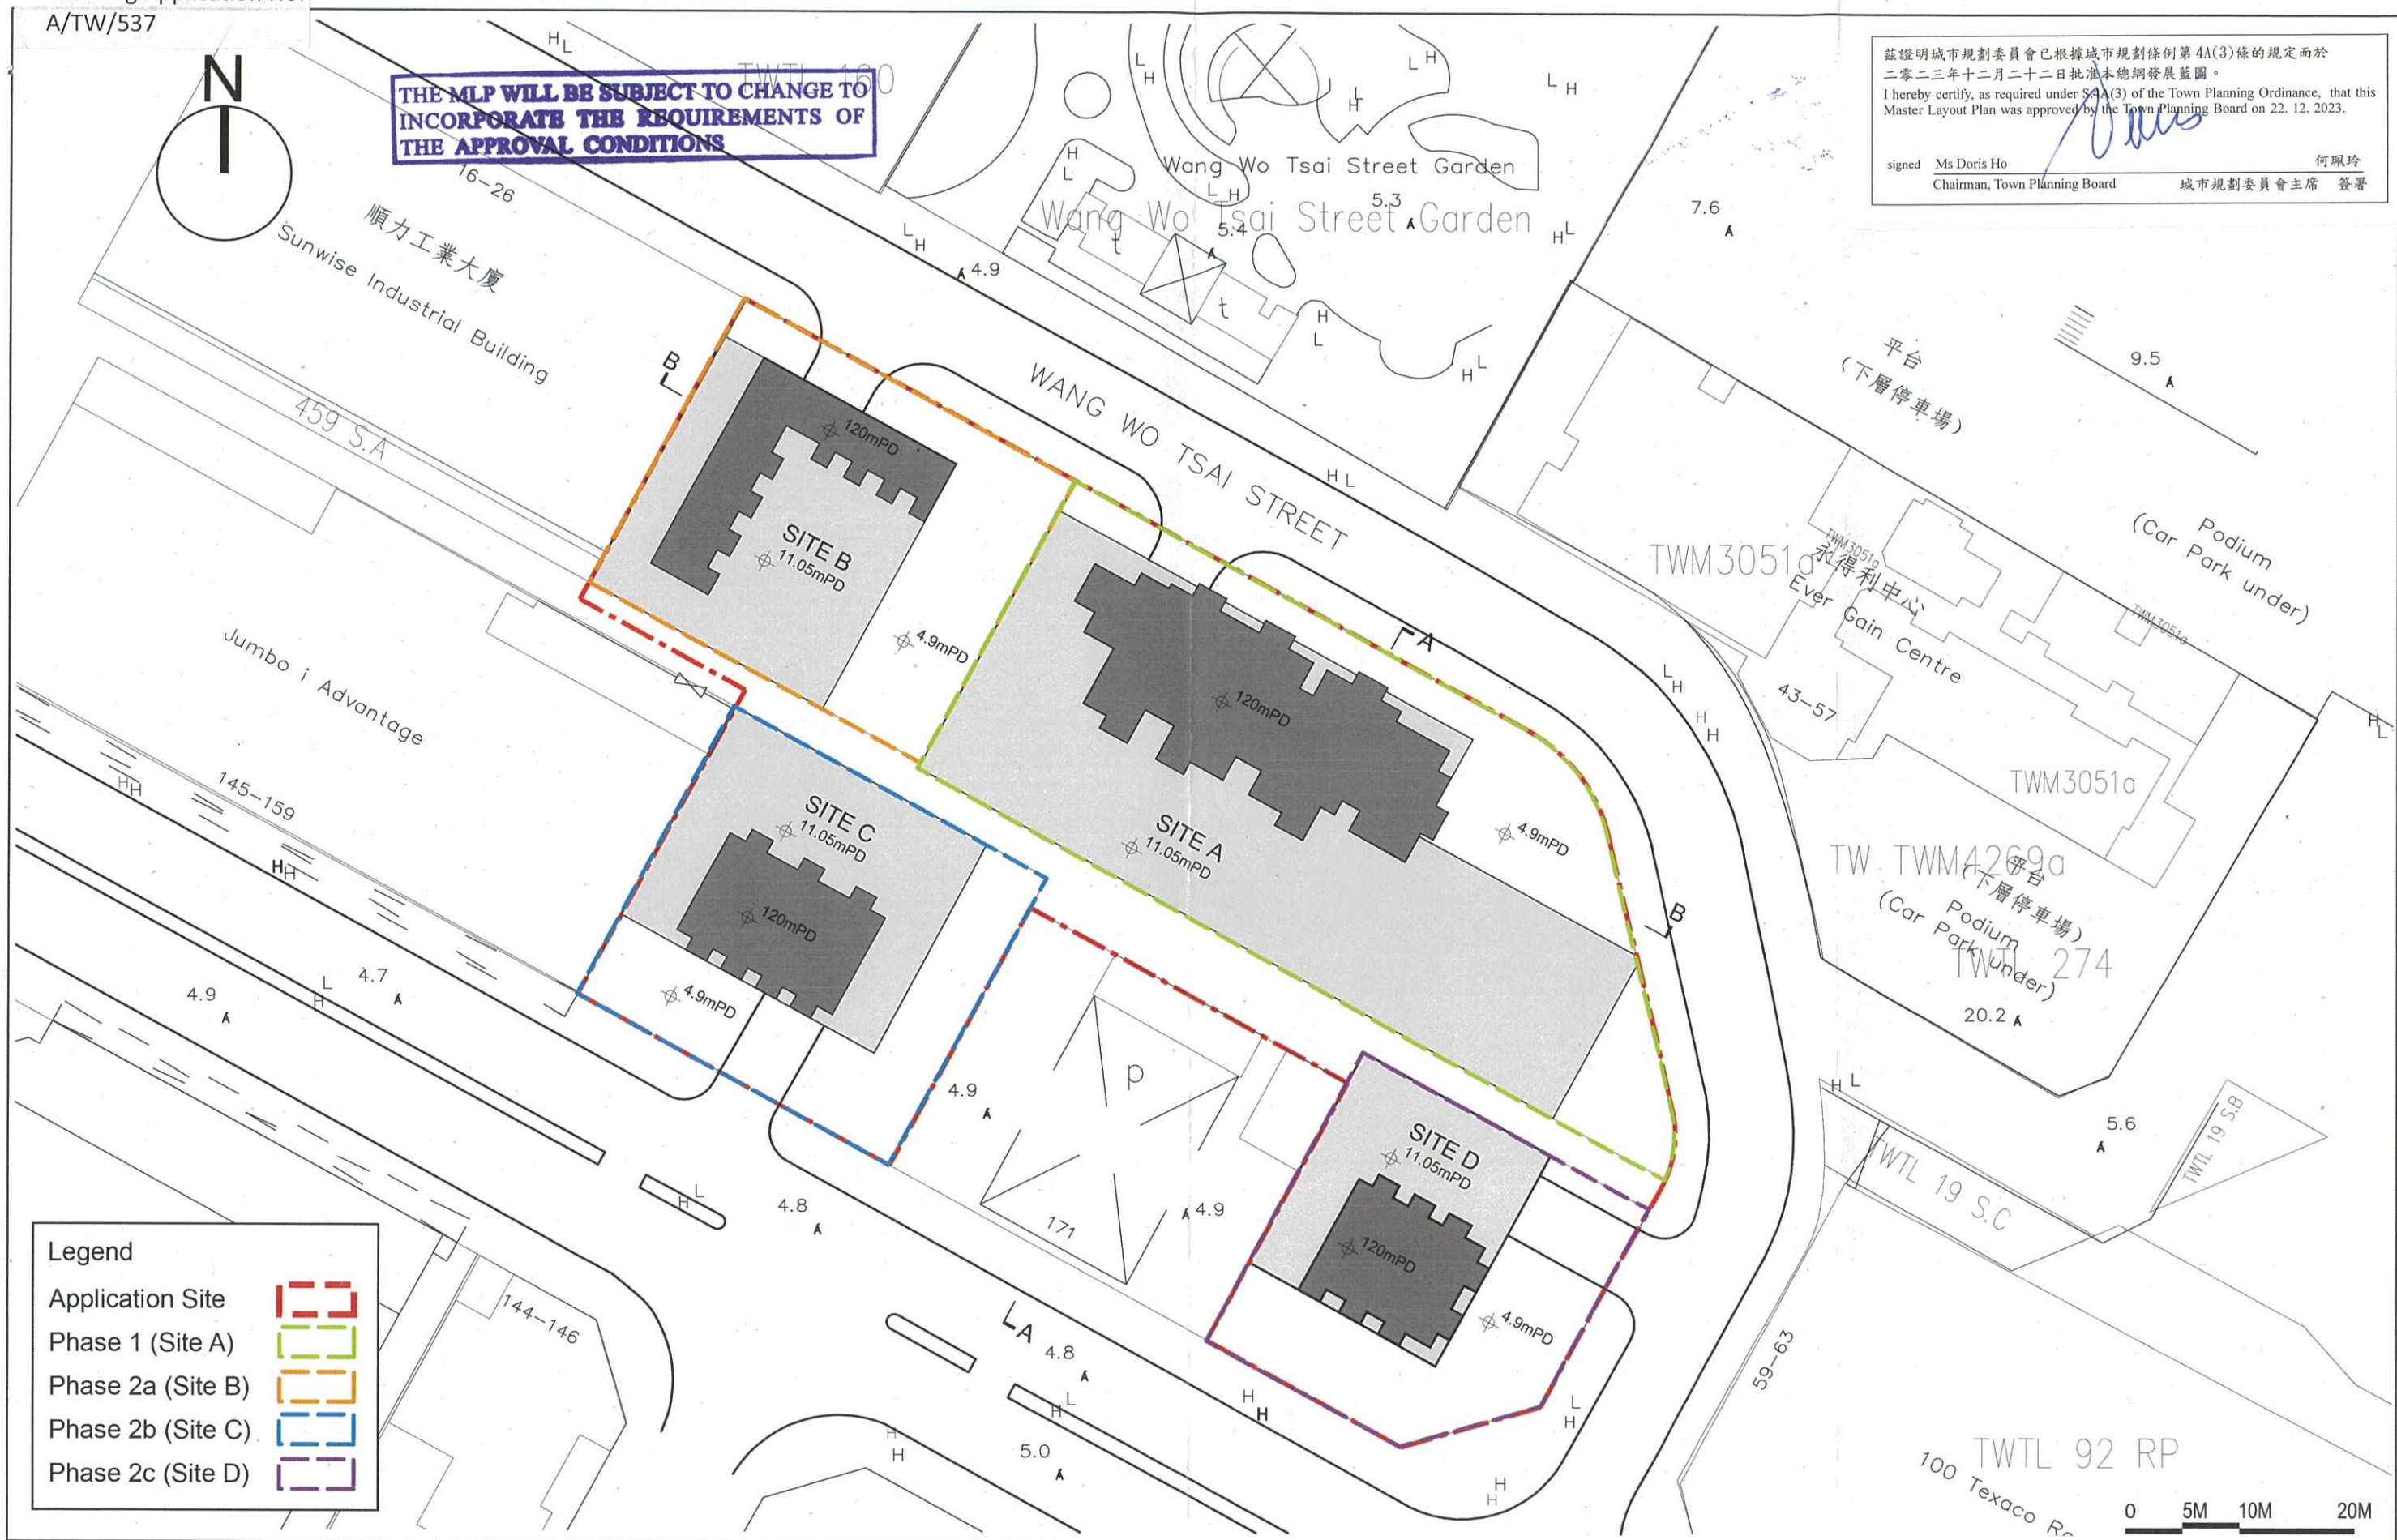 A/TW/537
N
THE MLP WILL BE SUBJECT TO CHANGE TO
INCORPORATE THE REQUIREMENTS OF
THE APPROVAL CONDITIONS
茲證明城市規劃委員會已根據城市規劃條例第4A(3)條的規定而於
二零二三年十二月二十二日批准本總綱發展藍圖。
I hereby certify, as required under S.4A(3) of the Town Planning Ordinance, that this
Master Layout Plan was approved by the Town Planning Board on 22. 12. 2023.
signed Ms Doris Ho 何珮玲
Chairman, Town Planning Board 城市規劃委員會主席 簽署
16-26
順力工業大廈
Sunwise Industrial Building
459 S.A
Wang Wo Tsai Street Garden
5.3
Wang Wo Tsai Street Garden
5.4
t
t
4.9
7.6
9.5
平台
(下層停車場)
Podium
(Car Park under)
WANG WO TSAI STREET
B
120mPD
SITE B
11.05mPD
4.9mPD
A
120mPD
SITE A
11.05mPD
4.9mPD
B
TWM3051a
TWM3051a
永得利中心
Ever Gain Centre
TWM3051a
43-57
TWM3051a
TW TWM4269a
平台
(下層停車場)
Podium
(Car Park under)
TWTL 274
20.2
Jumbo i Advantage
145-159
SITE C
11.05mPD
120mPD
4.9mPD
4.9
4.7
4.9
P
171
4.9
4.8
SITE D
11.05mPD
120mPD
4.9mPD
A
4.8
5.0
144-146
5.6
TWTL 19 S.B
TWTL 19 S.C
59-63
TWTL 92 RP
100 Texaco
Legend
Application Site
Phase 1 (Site A)
Phase 2a (Site B)
Phase 2b (Site C)
Phase 2c (Site D)
0 5M 10M 20M